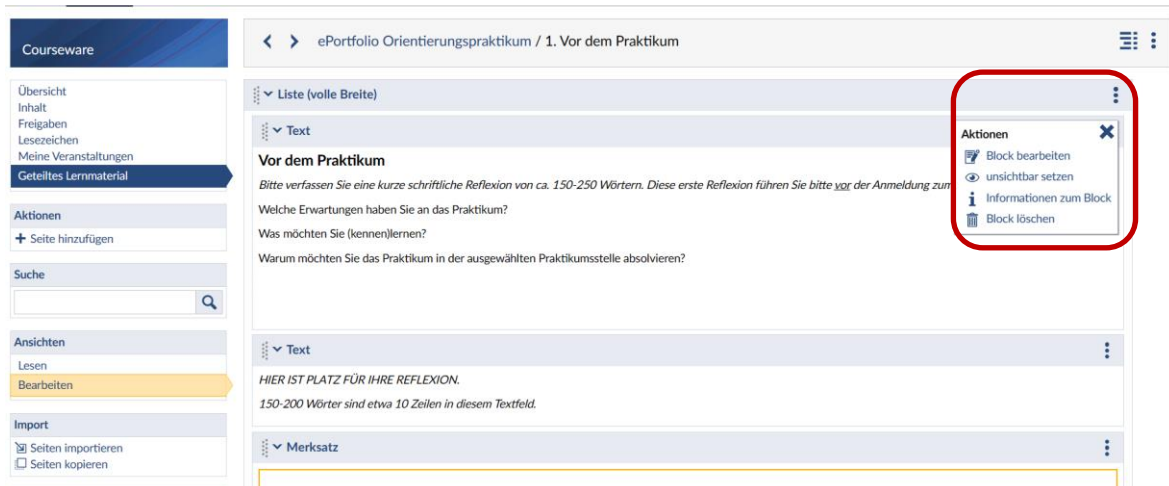 Courseware
ePortfolio Orientierungspraktikum / 1. Vor dem Praktikum
Übersicht
Inhalt
Freigaben
Lesezeichen
Meine Veranstaltungen
Geteiltes Lernmaterial
Aktionen
Seite hinzufügen
Suche
Ansichten
Lesen
Bearbeiten
Import
Seiten importieren
Seiten kopieren
Liste (volle Breite)
Text
Vor dem Praktikum
Bitte verfassen Sie eine kurze schriftliche Reflexion von ca. 150-250 Wörtern. Diese erste Reflexion führen Sie bitte vor der Anmeldung zum
Welche Erwartungen haben Sie an das Praktikum?
Was möchten Sie (kennen)lernen?
Warum möchten Sie das Praktikum in der ausgewählten Praktikumsstelle absolvieren?
Aktionen
Block bearbeiten
unsichtbar setzen
Informationen zum Block
Block löschen
Text
HIER IST PLATZ FÜR IHRE REFLEXION.
150-200 Wörter sind etwa 10 Zeilen in diesem Textfeld.
Merksatz